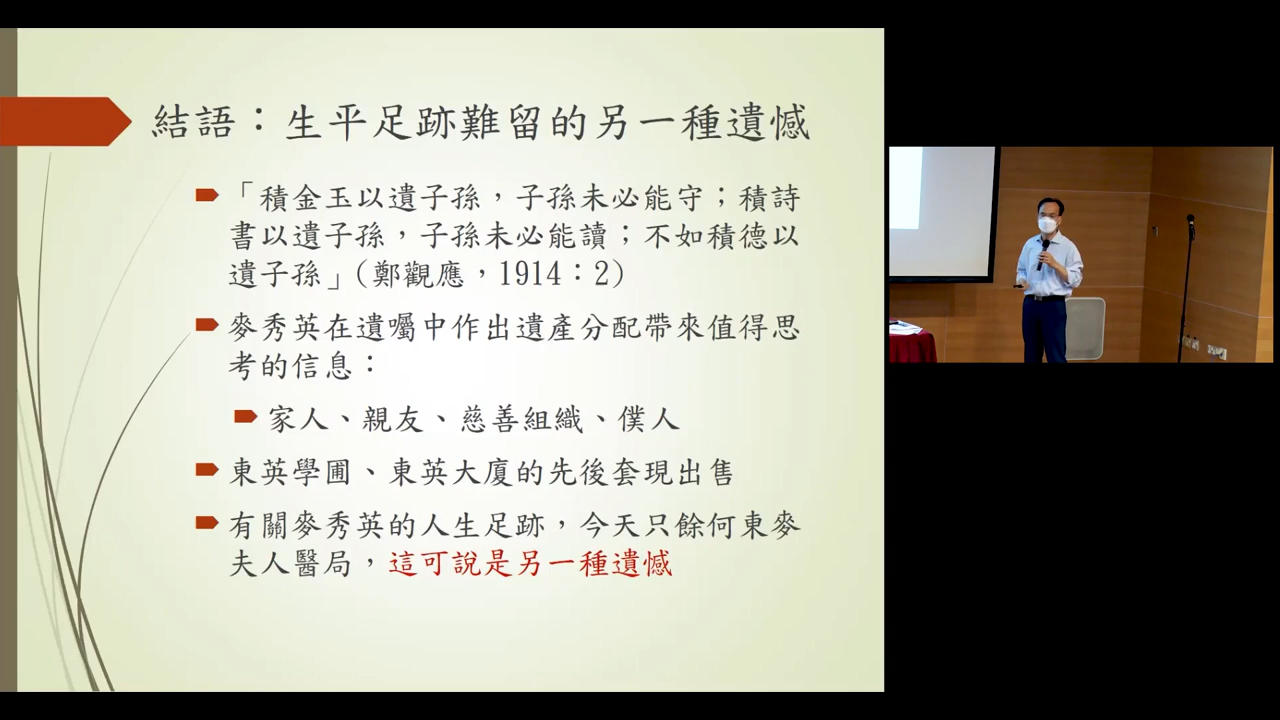 結語：生平足跡難留的另一種遺憾
「積金玉以遺子孫，子孫未必能守；積詩
書以遺子孫，子孫未必能讀；不如積德以
遺子孫」(鄭觀應，1914：2)
麥秀英在遺囑中作出遺產分配帶來值得思
考的信息：
家人、親友、慈善組織、僕人
東英學圃、東英大廈的先後套現出售
有關麥秀英的人生足跡，今天只餘何東麥
夫人醫局，這可說是另一種遺憾